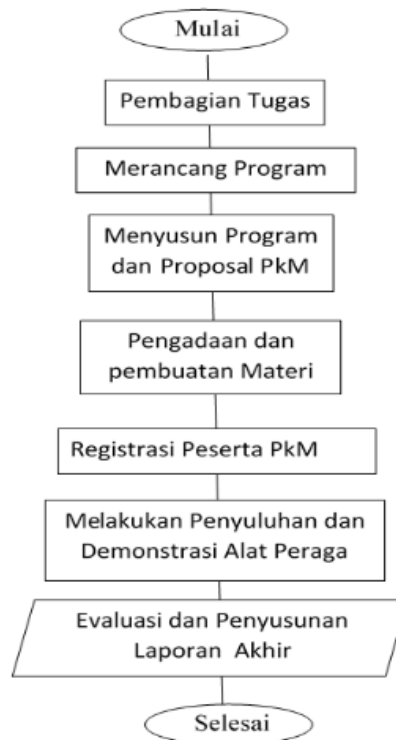 Mulai
Pembagian Tugas
Merancang Program
Menyusun Program
dan Proposal PkM
Pengadaan dan
pembuatan Materi
Registrasi Peserta PkM
Melakukan Penyuluhan dan
Demonstrasi Alat Peraga
Evaluasi dan Penyusunan
Laporan Akhir
Selesai